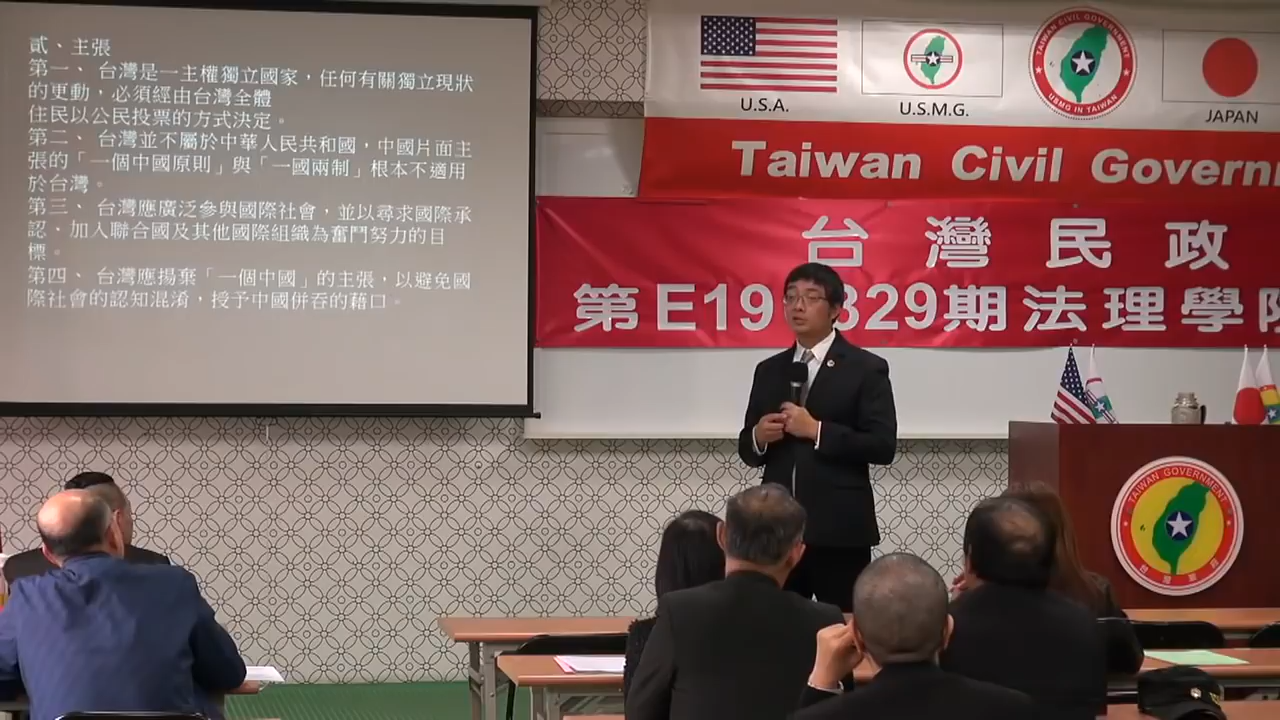 貳、主張
第一、 台灣是一主權獨立國家，任何有關獨立現狀
的更動，必須經由台灣全體
住民以公民投票的方式決定。
第二、 台灣並不屬於中華人民共和國，中國片面主
張的「一個中國原則」與「一國兩制」根本不適用
於台灣。
第三、 台灣應廣泛參與國際社會，並以尋求國際承
認、加入聯合國及其他國際組織為奮鬥努力的目
標。
第四、 台灣應揚棄「一個中國」的主張，以避免國
際社會的認知混淆，授予中國併吞的藉口。
U.S.A.
U.S.M.G.
TAIWAN CIVIL GOVERNMENT
USMG IN TAIWAN
JAPAN
Taiwan Civil Governm
台灣民政
第E19 329期法理學院
TAIWAN GOVERNMENT